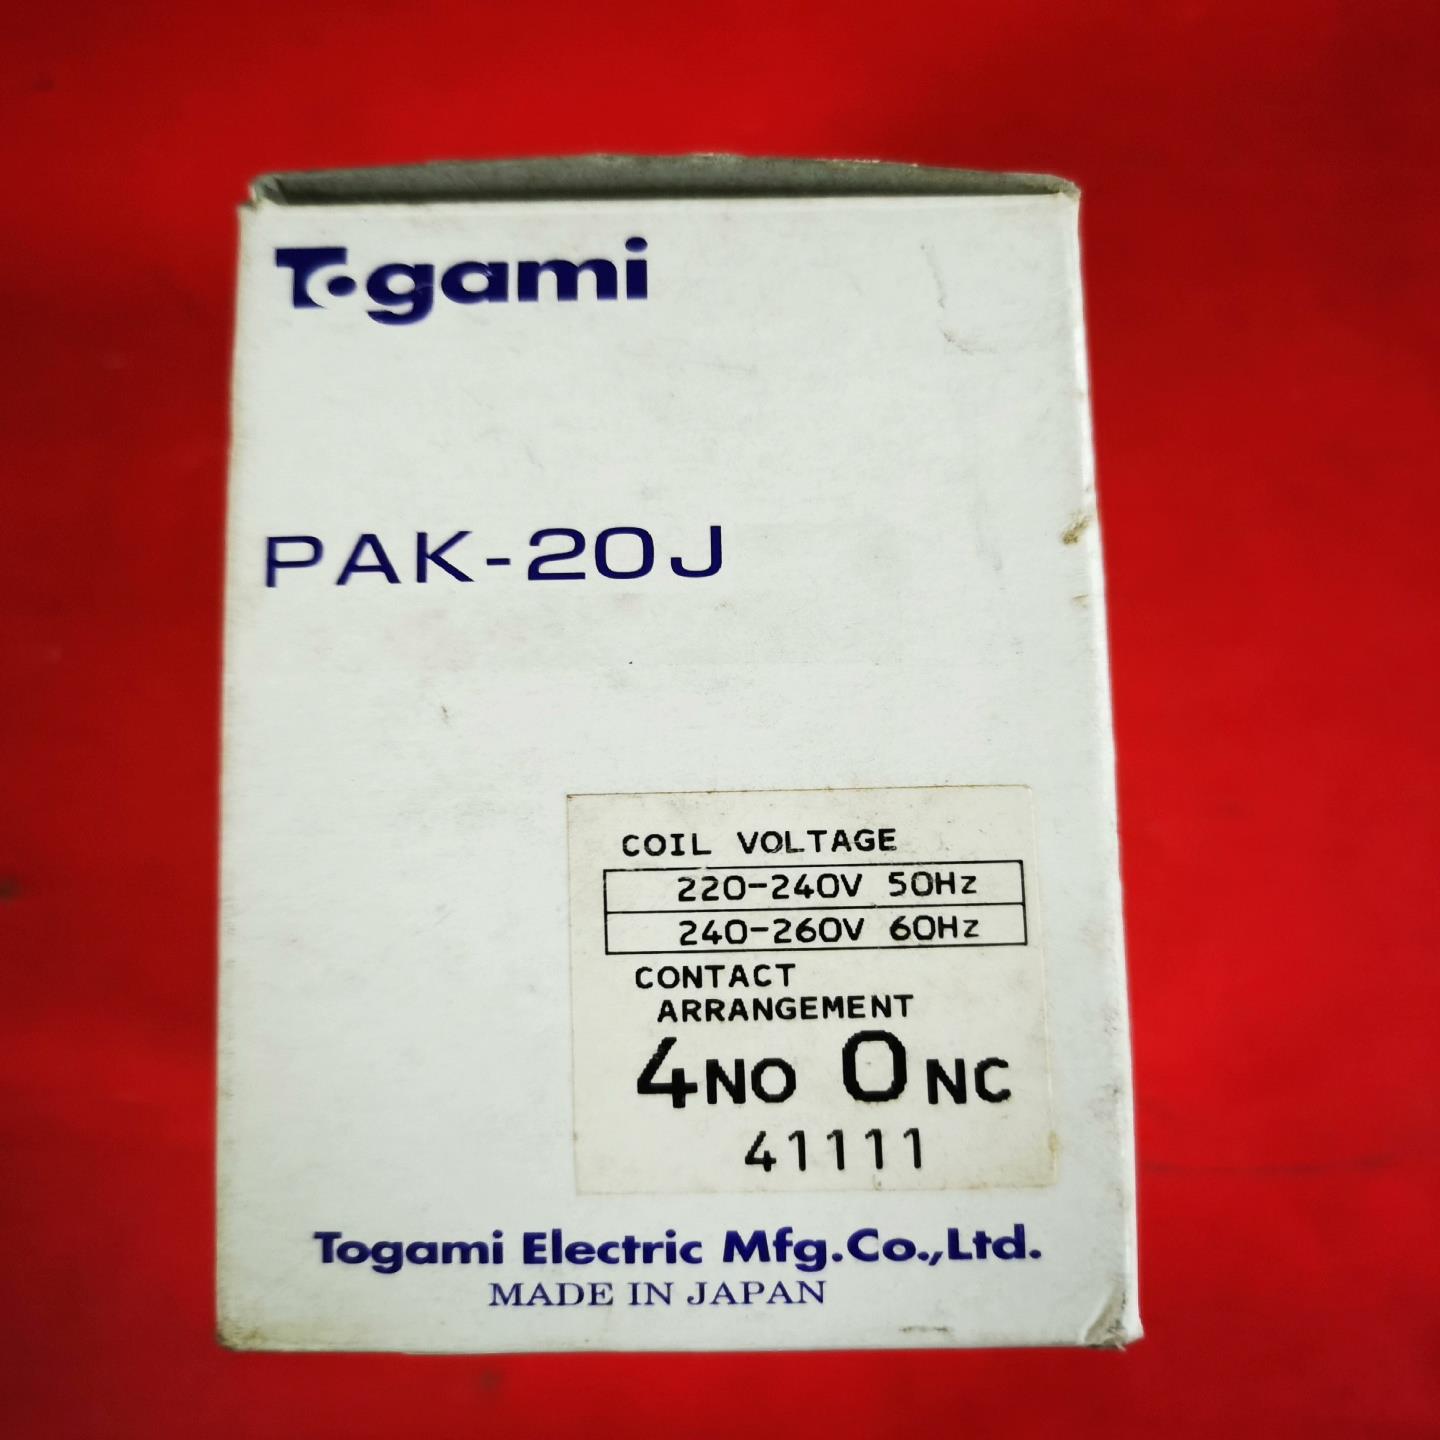 Togami
PAK-20J
COIL VOLTAGE
220-240V 50Hz
240-260V 60Hz
CONTACT
ARRANGEMENT
4NO 0NC
41111
Togami Electric Mfg.Co.,Ltd.
MADE IN JAPAN